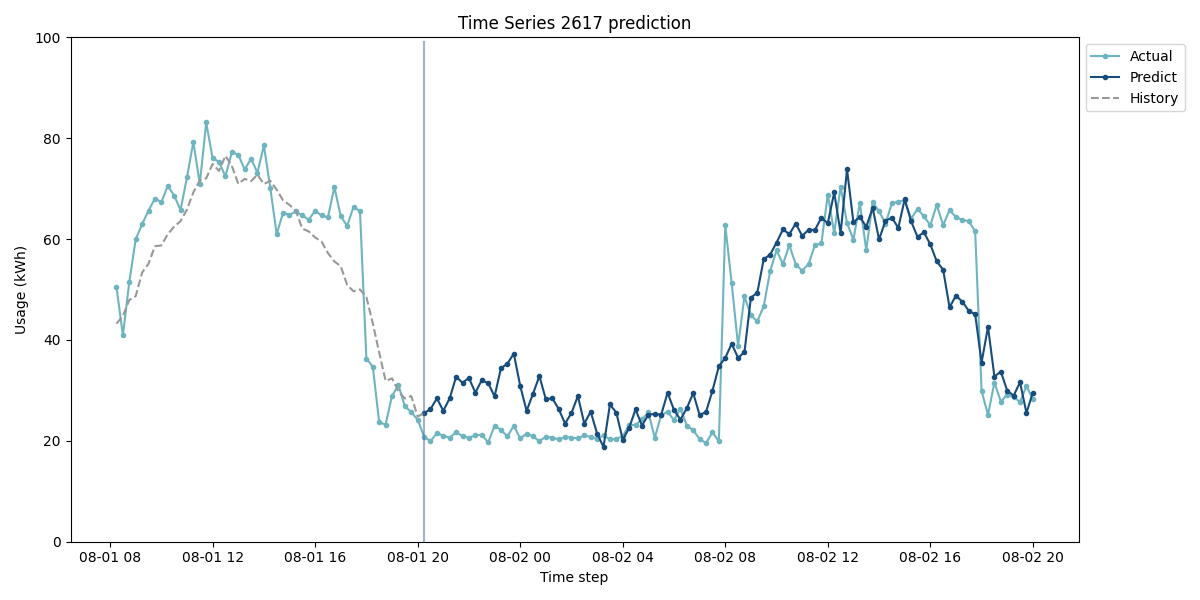 Time Series 2617 prediction
Usage (kWh)
100
80
60
40
20
0
08-01 08
08-01 12
08-01 16
08-01 20
08-02 00
08-02 04
08-02 08
08-02 12
08-02 16
08-02 20
Time step
Actual
Predict
History